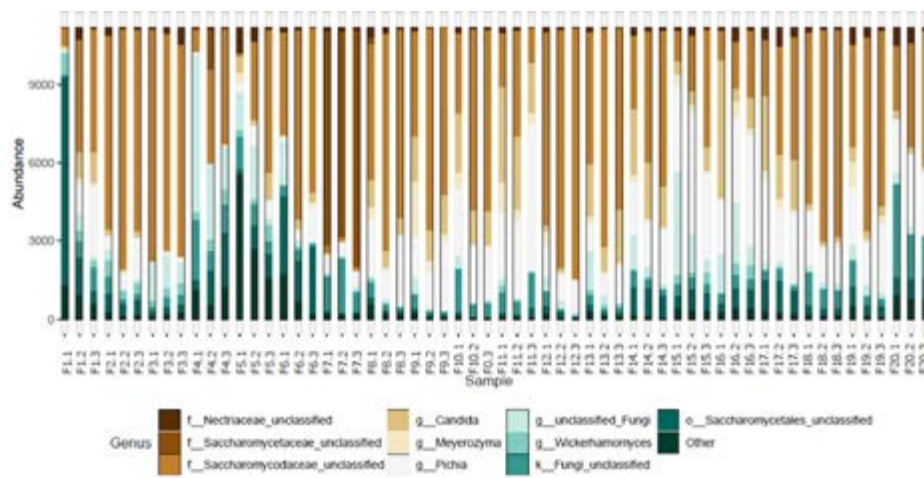 9000
6000
3000
0
Abundance
F1.1 F1.2 F1.3 F2.1 F2.2 F2.3 F3.1 F3.2 F3.3 F4.1 F4.2 F4.3 F5.1 F5.2 F5.3 F6.1 F6.2 F6.3 F7.1 F7.2 F7.3 F8.1 F8.2 F8.3 F9.1 F9.2 F9.3 F10.1 F10.2 F0.3 F11.1 F11.2 F11.3 F12.1 F12.2 F12.3 F13.1 F13.2 F13.3 F14.1 F14.2 F14.3 F15.1 F15.2 F15.3 F16.1 F16.2 F16.3 F17.1 F17.2 F17.3 F18.1 F18.2 F18.3 F19.1 F19.2 F19.3 F20.1 F20.2
Sample
Genus
f__Nectriaceae_unclassified
f__Saccharomycetaceae_unclassified
f__Saccharomycodaceae_unclassified
g__Candida
g__Meyerozyma
g__Pichia
g__unclassified_Fungi
g__Wickerhamomyces
k__Fungi_unclassified
o__Saccharomycetales_unclassified
Other